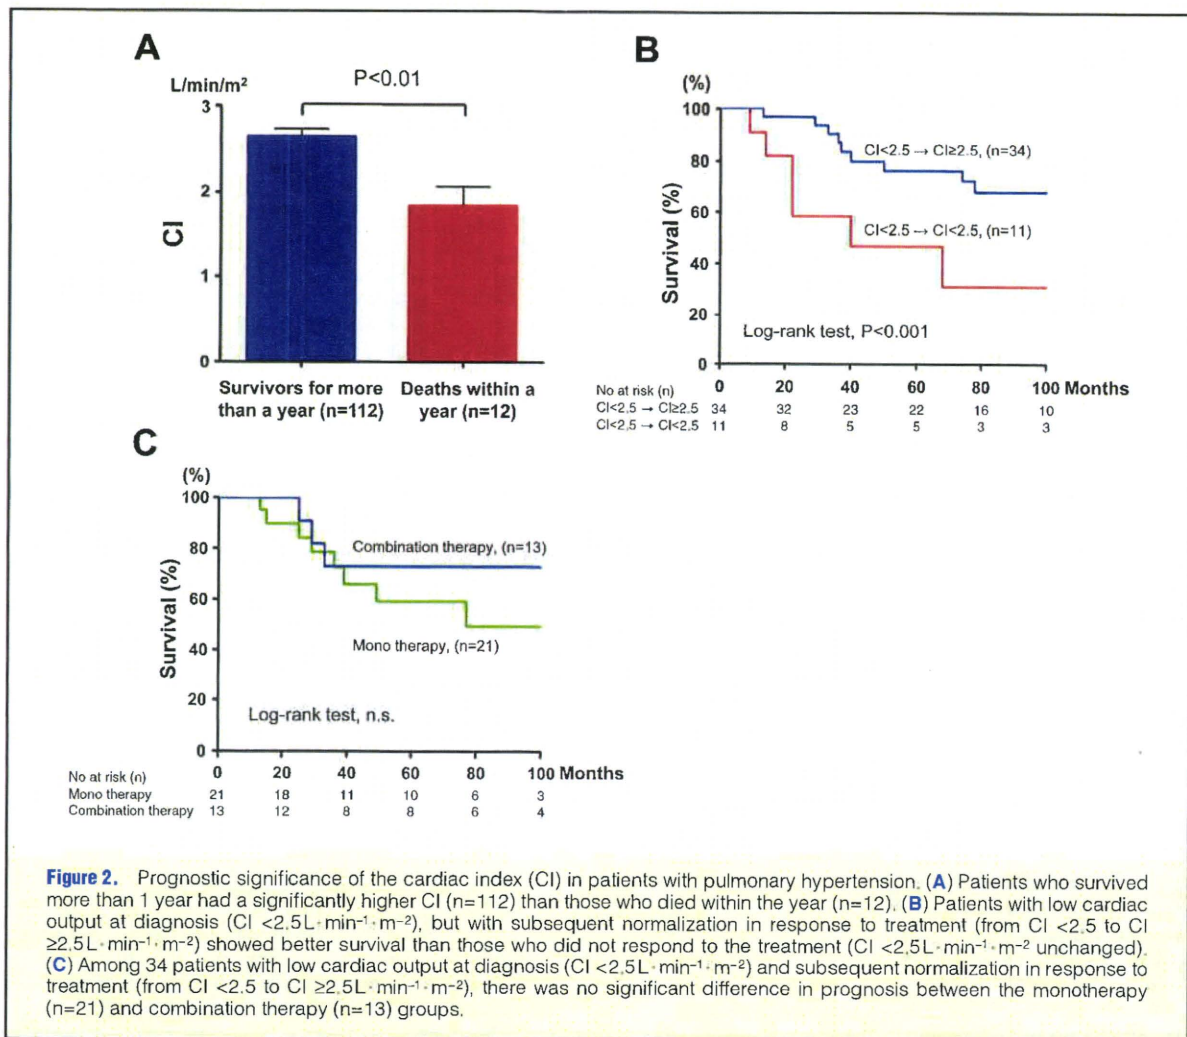 A
L/min/m²
P<0.01
3
2
1
0
CI
Survivors for more
than a year (n=112)
Deaths within a
year (n=12)
B
(%)
100
80
60
40
20
0
Survival (%)
CI<2.5 → CI≥2.5, (n=34)
CI<2.5 → CI<2.5, (n=11)
Log-rank test, P<0.001
0 20 40 60 80 100 Months
No at risk (n)
CI<2.5 → CI≥2.5 34 32 23 22 16 10
CI<2.5 → CI<2.5 11 8 5 5 3 3
C
(%)
100
80
60
40
20
0
Survival (%)
Combination therapy, (n=13)
Mono therapy, (n=21)
Log-rank test, n.s.
0 20 40 60 80 100 Months
No at risk (n)
Mono therapy 21 18 11 10 6 3
Combination therapy 13 12 8 8 6 4
Figure 2. Prognostic significance of the cardiac index (CI) in patients with pulmonary hypertension. (A) Patients who survived
more than 1 year had a significantly higher CI (n=112) than those who died within the year (n=12). (B) Patients with low cardiac
output at diagnosis (CI <2.5 L·min⁻¹·m⁻²), but with subsequent normalization in response to treatment (from CI <2.5 to CI
≥2.5 L·min⁻¹·m⁻²) showed better survival than those who did not respond to the treatment (CI <2.5 L·min⁻¹·m⁻² unchanged).
(C) Among 34 patients with low cardiac output at diagnosis (CI <2.5 L·min⁻¹·m⁻²) and subsequent normalization in response to
treatment (from CI <2.5 to CI ≥2.5 L·min⁻¹·m⁻²), there was no significant difference in prognosis between the monotherapy
(n=21) and combination therapy (n=13) groups.